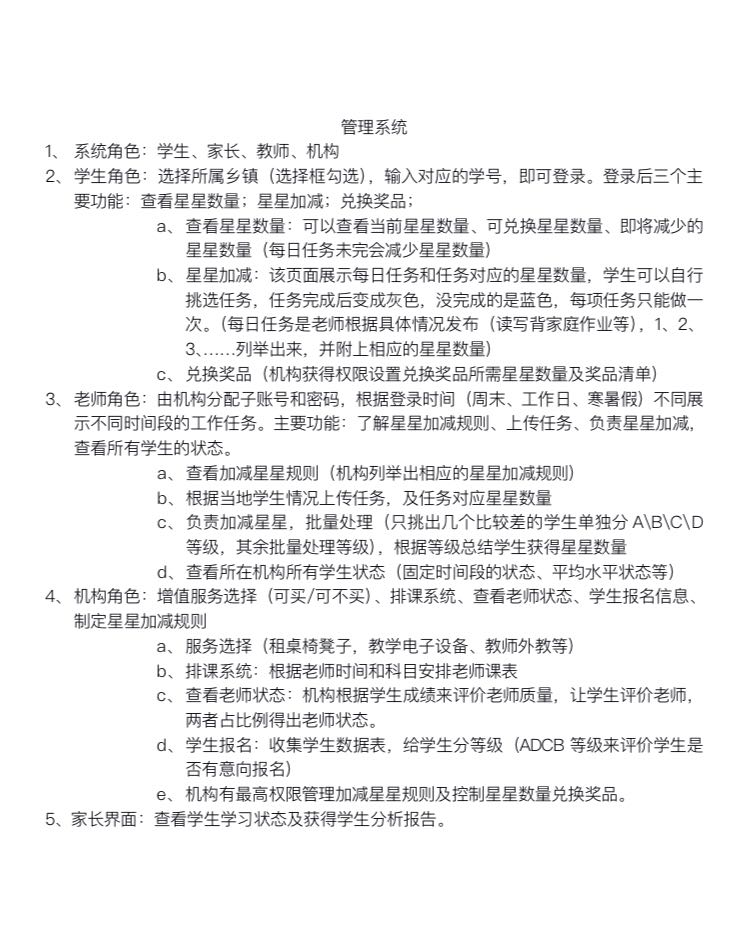 管理系统
1、 系统角色：学生、家长、教师、机构
2、 学生角色：选择所属乡镇（选择框勾选），输入对应的学号，即可登录。登录后三个主
要功能：查看星星数量；星星加减；兑换奖品；
a、 查看星星数量：可以查看当前星星数量、可兑换星星数量、即将减少的
星星数量（每日任务未完会减少星星数量）
b、 星星加减：该页面展示每日任务和任务对应的星星数量，学生可以自行
挑选任务，任务完成后变成灰色，没完成的是蓝色，每项任务只能做一
次。（每日任务是老师根据具体情况发布（读写背家庭作业等），1、2、
3、......列举出来，并附上相应的星星数量）
c、 兑换奖品（机构获得权限设置兑换奖品所需星星数量及奖品清单）
3、 老师角色：由机构分配子账号和密码，根据登录时间（周末、工作日、寒暑假）不同展
示不同时间段的工作任务。主要功能：了解星星加减规则、上传任务、负责星星加减，
查看所有学生的状态。
a、 查看加减星星规则（机构列举出相应的星星加减规则）
b、 根据当地学生情况上传任务，及任务对应星星数量
c、 负责加减星星，批量处理（只挑出几个比较差的学生单独分 A\B\C\D
等级，其余批量处理等级），根据等级总结学生获得星星数量
d、 查看所在机构所有学生状态（固定时间段的状态、平均水平状态等）
4、 机构角色：增值服务选择（可买/可不买）、排课系统、查看老师状态、学生报名信息、
制定星星加减规则
a、 服务选择（租桌椅凳子，教学电子设备、教师外教等）
b、 排课系统：根据老师时间和科目安排老师课表
c、 查看老师状态：机构根据学生成绩来评价老师质量，让学生评价老师，
两者占比例得出老师状态。
d、 学生报名：收集学生数据表，给学生分等级（ADCB 等级来评价学生是
否有意向报名）
e、 机构有最高权限管理加减星星规则及控制星星数量兑换奖品。
5、家长界面：查看学生学习状态及获得学生分析报告。